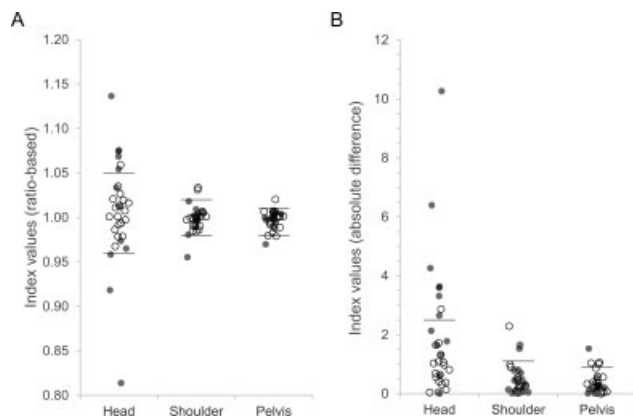 A
Index values (ratio-based)
1.20
1.15
1.10
1.05
1.00
0.95
0.90
0.85
0.80
Head Shoulder Pelvis
B
Index values (absolute difference)
12
10
8
6
4
2
0
Head Shoulder Pelvis